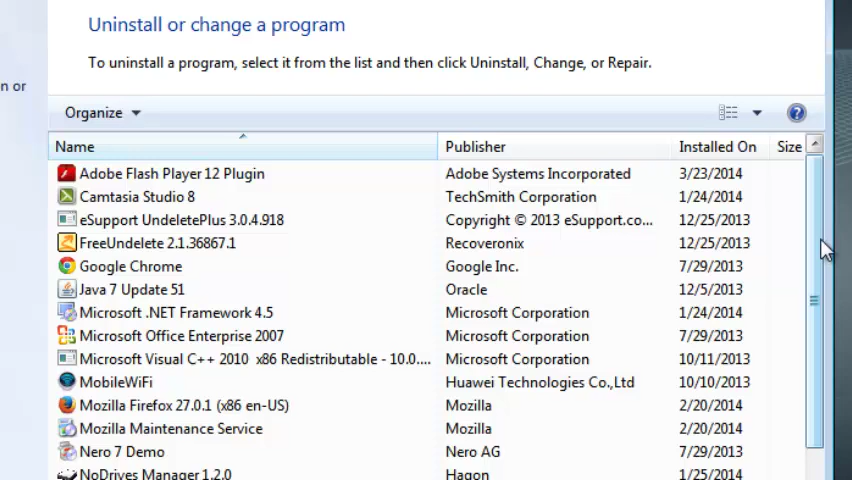 Uninstall or change a program
To uninstall a program, select it from the list and then click Uninstall, Change, or Repair.
n or
Organize
Name Publisher Installed On Size
Adobe Flash Player 12 Plugin Adobe Systems Incorporated 3/23/2014
Camtasia Studio 8 TechSmith Corporation 1/24/2014
eSupport UndeletePlus 3.0.4.918 Copyright © 2013 eSupport.co... 12/25/2013
FreeUndelete 2.1.36867.1 Recoveronix 12/25/2013
Google Chrome Google Inc. 7/29/2013
Java 7 Update 51 Oracle 12/5/2013
Microsoft .NET Framework 4.5 Microsoft Corporation 1/24/2014
Microsoft Office Enterprise 2007 Microsoft Corporation 7/29/2013
Microsoft Visual C++ 2010 x86 Redistributable - 10.0.... Microsoft Corporation 10/11/2013
MobileWiFi Huawei Technologies Co.,Ltd 10/10/2013
Mozilla Firefox 27.0.1 (x86 en-US) Mozilla 2/20/2014
Mozilla Maintenance Service Mozilla 2/20/2014
Nero 7 Demo Nero AG 7/29/2013
NoDrives Manager 1.2.0 Hagon 1/25/2014